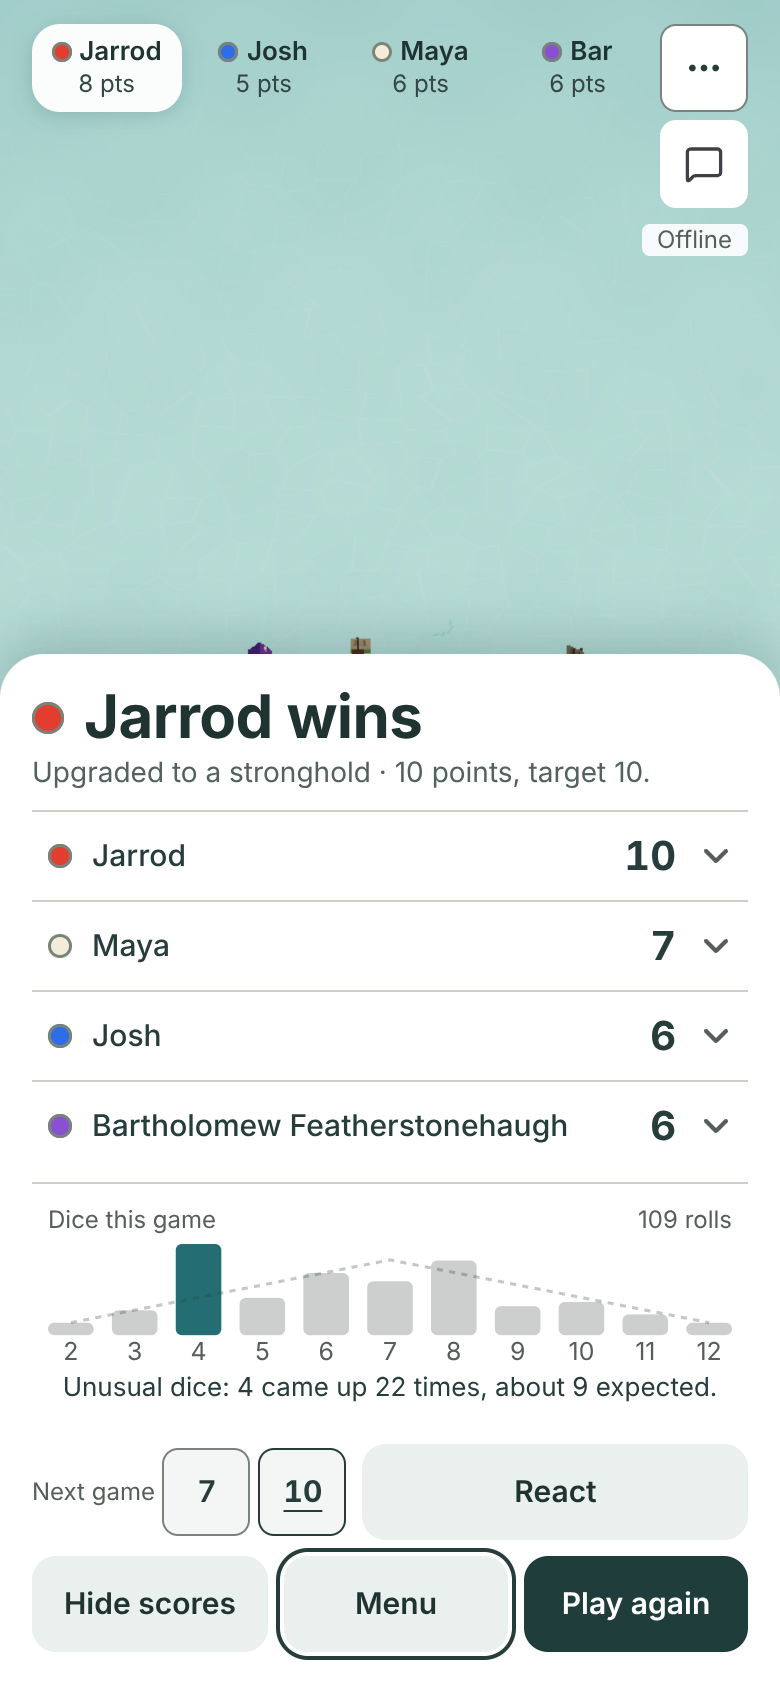 Jarrod Josh Maya Bar
8 pts 5 pts 6 pts 6 pts
Offline
Jarrod wins
Upgraded to a stronghold · 10 points, target 10.
Jarrod 10
Maya 7
Josh 6
Bartholomew Featherstonehaugh 6
Dice this game 109 rolls
2 3 4 5 6 7 8 9 10 11 12
Unusual dice: 4 came up 22 times, about 9 expected.
Next game 7 10 React
Hide scores Menu Play again